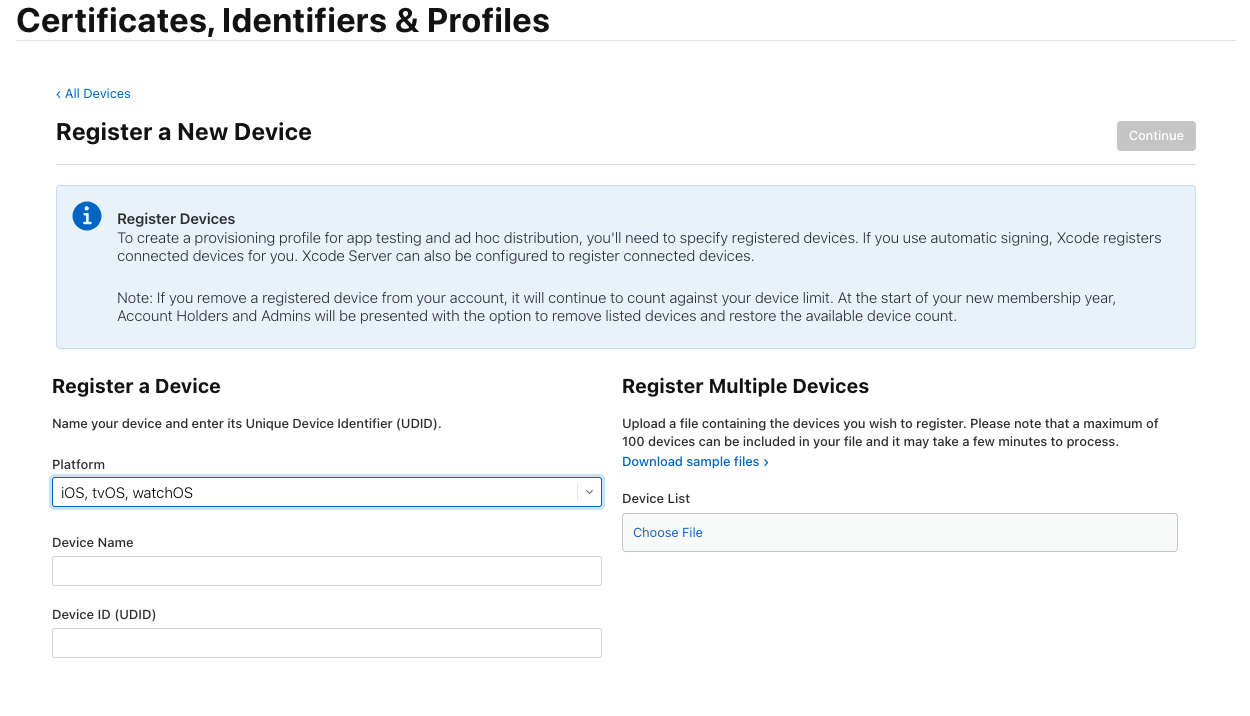 Certificates, Identifiers & Profiles
‹ All Devices
Register a New Device
Continue
Register Devices
To create a provisioning profile for app testing and ad hoc distribution, you'll need to specify registered devices. If you use automatic signing, Xcode registers
connected devices for you. Xcode Server can also be configured to register connected devices.
Note: If you remove a registered device from your account, it will continue to count against your device limit. At the start of your new membership year,
Account Holders and Admins will be presented with the option to remove listed devices and restore the available device count.
Register a Device
Name your device and enter its Unique Device Identifier (UDID).
Platform
iOS, tvOS, watchOS
Device Name
Device ID (UDID)
Register Multiple Devices
Upload a file containing the devices you wish to register. Please note that a maximum of
100 devices can be included in your file and it may take a few minutes to process.
Download sample files ›
Device List
Choose File